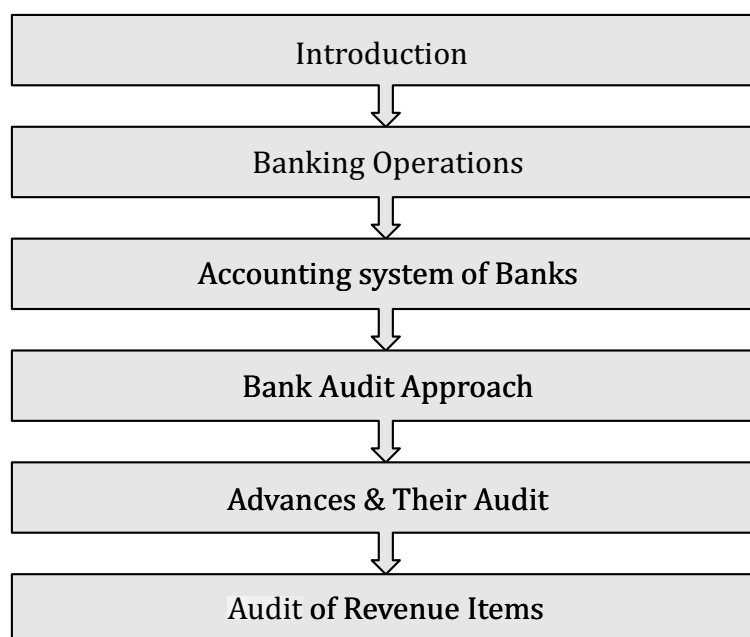 Introduction
Banking Operations
Accounting system of Banks
Bank Audit Approach
Advances & Their Audit
Audit of Revenue Items